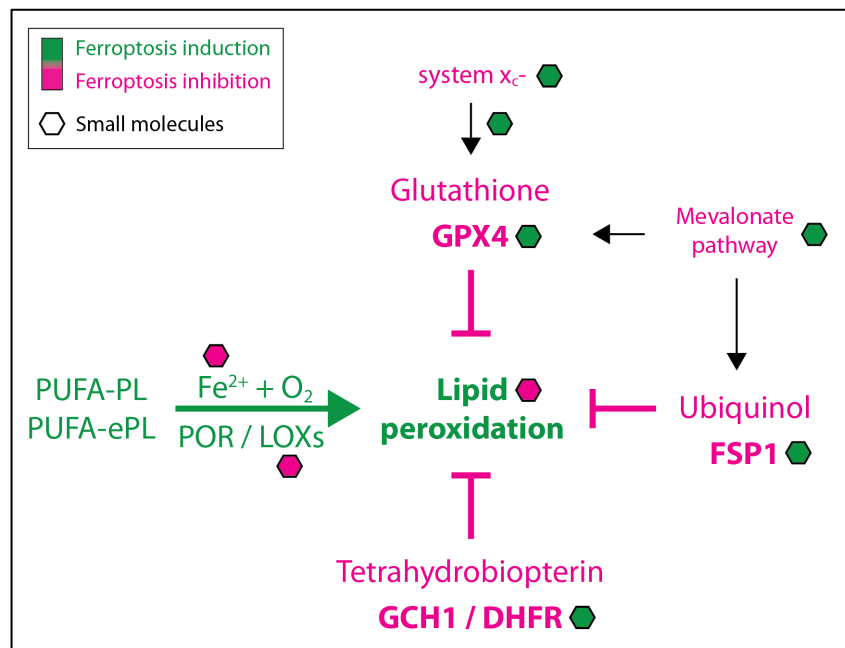 Ferroptosis induction
Ferroptosis inhibition
Small molecules
system xc-
Glutathione
GPX4
Mevalonate
pathway
PUFA-PL
PUFA-ePL
Fe²⁺ + O₂
POR / LOXs
Lipid
peroxidation
Ubiquinol
FSP1
Tetrahydrobiopterin
GCH1 / DHFR